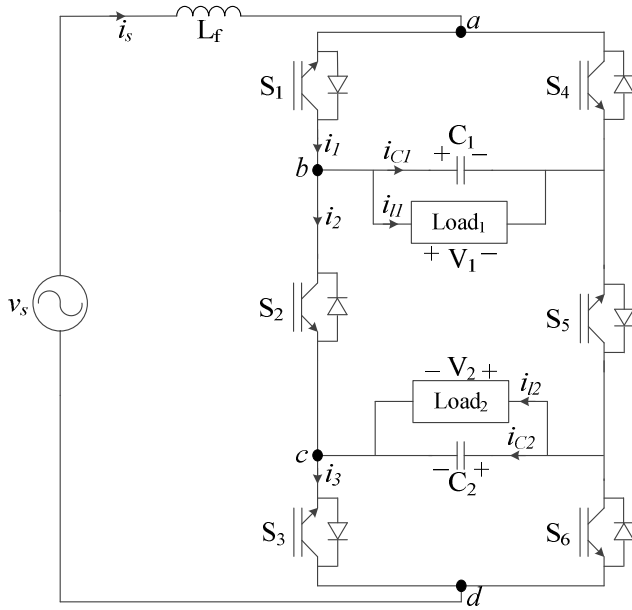 a
i_s
L_f
S_1
S_4
i_1
b
i_C1
C_1
+ −
i_l1
Load_1
+ V_1 −
i_2
v_s
S_2
S_5
− V_2 +
Load_2
i_l2
i_C2
c
− C_2 +
i_3
S_3
S_6
d